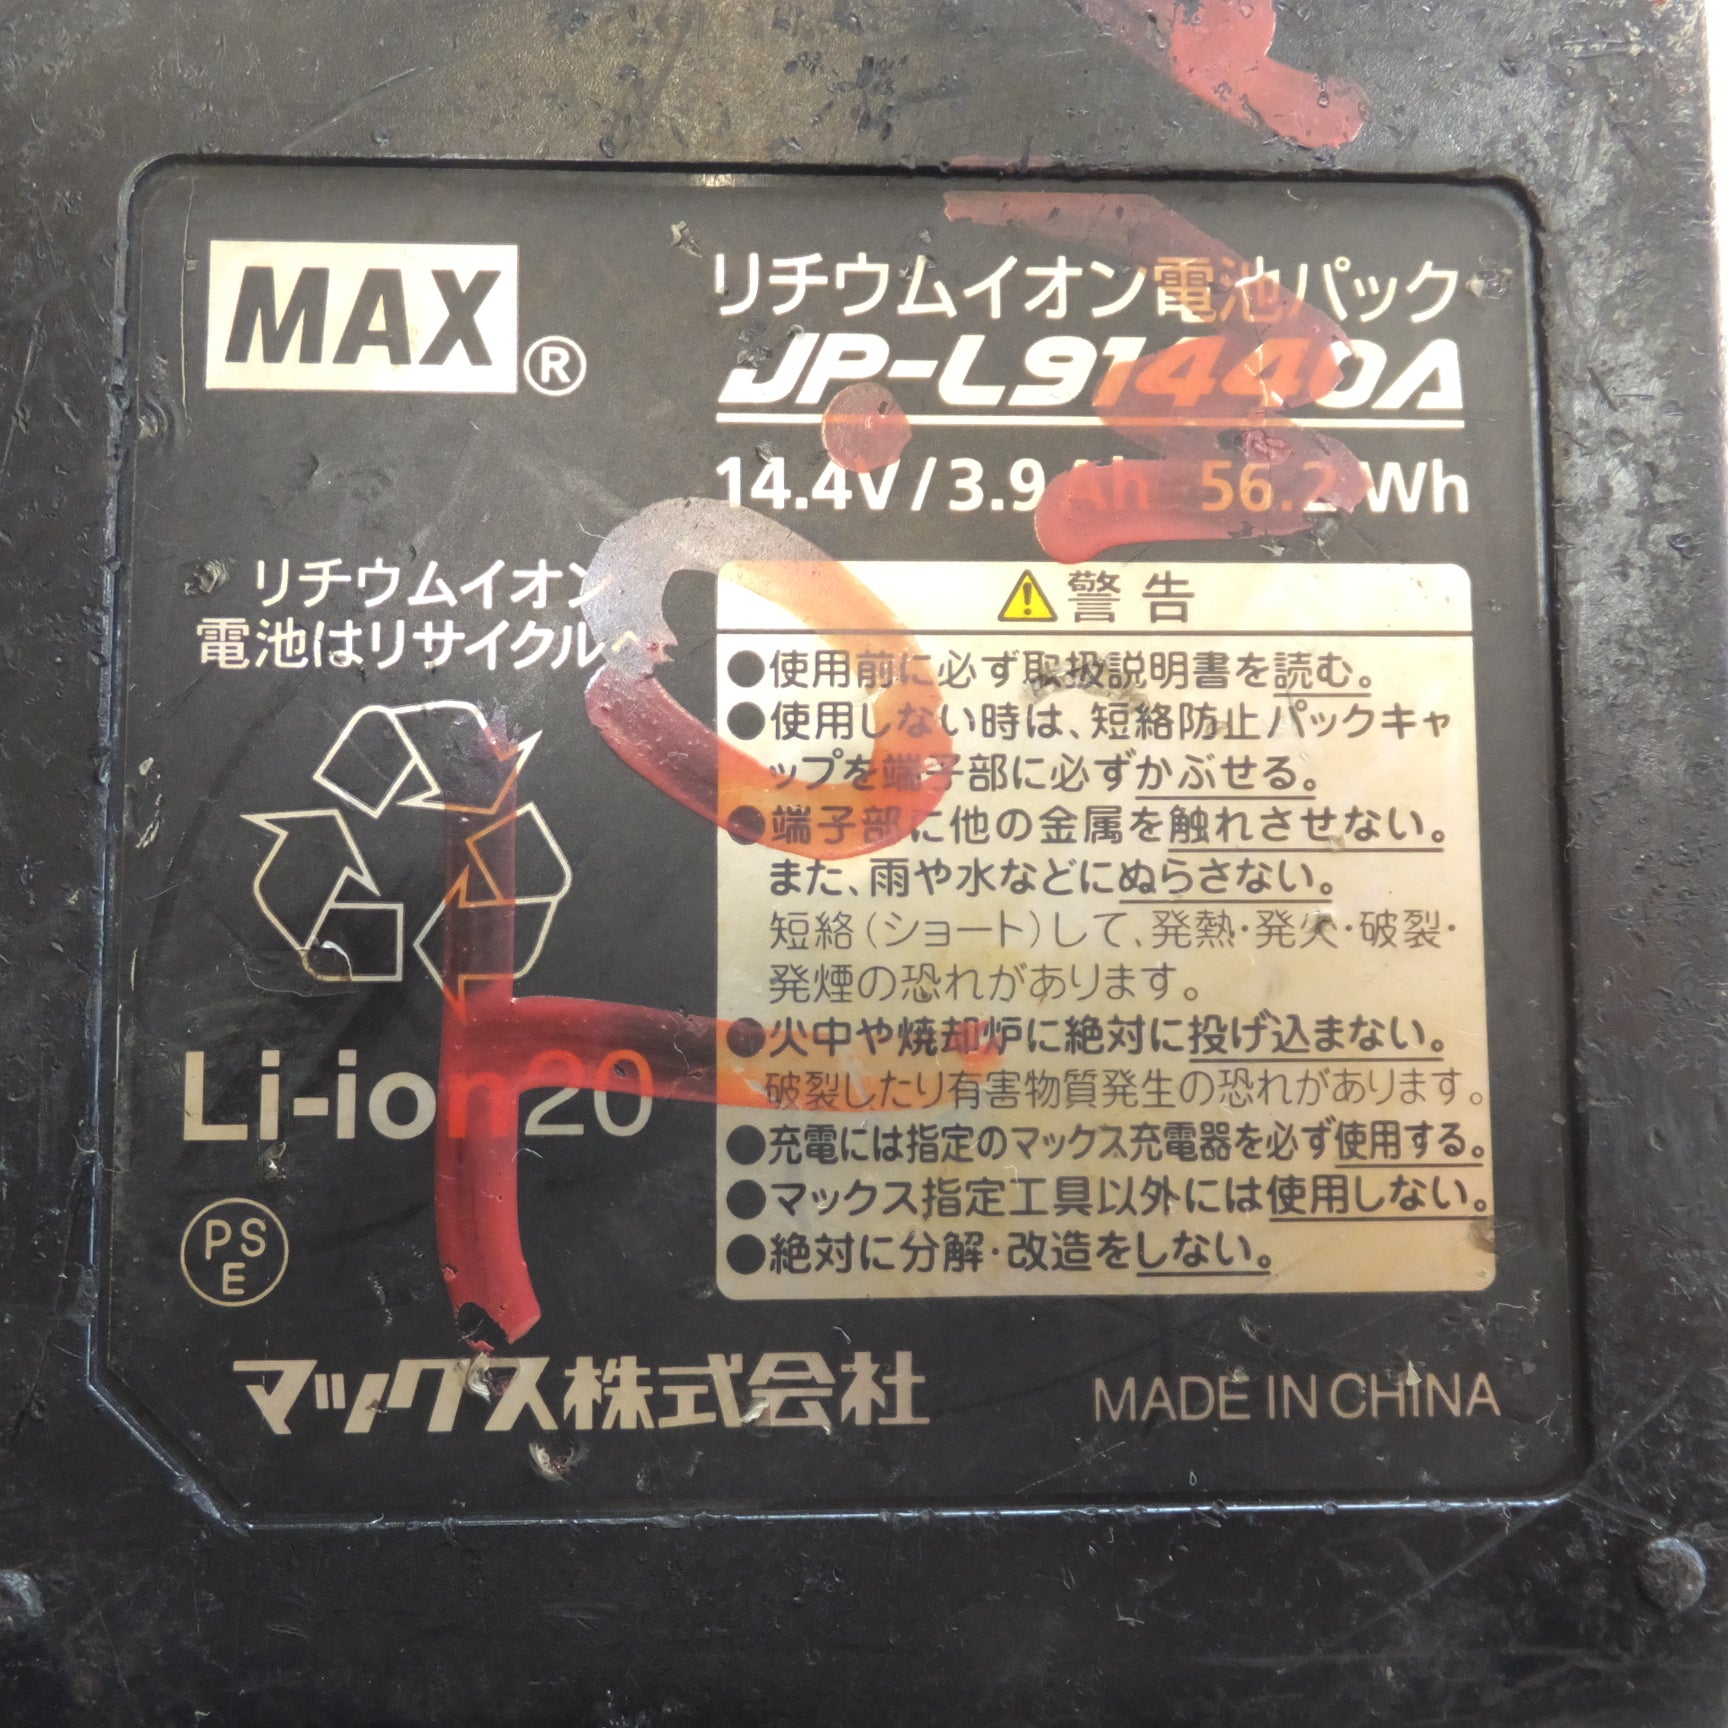 MAX®
リチウムイオン電池パック
JP-L91440A
14.4V/3.9Ah 56.2Wh
リチウムイオン
電池はリサイクルへ
Li-ion20
PS
E
⚠警告
●使用前に必ず取扱説明書を読む。
●使用しない時は、短絡防止パックキャ
ップを端子部に必ずかぶせる。
●端子部に他の金属を触れさせない。
また、雨や水などにぬらさない。
短絡(ショート)して、発熱・発火・破裂・
発煙の恐れがあります。
●火中や焼却炉に絶対に投げ込まない。
破裂したり有害物質発生の恐れがあります。
●充電には指定のマックス充電器を必ず使用する。
●マックス指定工具以外には使用しない。
●絶対に分解・改造をしない。
マックス株式会社
MADE IN CHINA